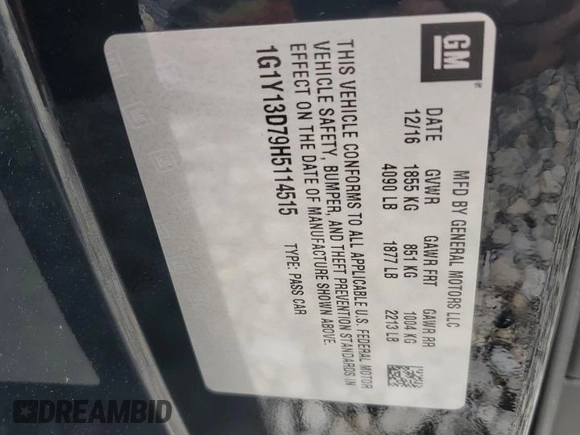 GM
MFD BY GENERAL MOTORS LLC
DATE GVWR GAWR FRT GAWR RR
12/16 1855 KG 851 KG 1004 KG
4090 LB 1877 LB 2213 LB
THIS VEHICLE CONFORMS TO ALL APPLICABLE U.S. FEDERAL MOTOR
VEHICLE SAFETY, BUMPER, AND THEFT PREVENTION STANDARDS IN
EFFECT ON THE DATE OF MANUFACTURE SHOWN ABOVE.
1G1Y13D79H5114515 TYPE: PASS CAR
DREAMBID